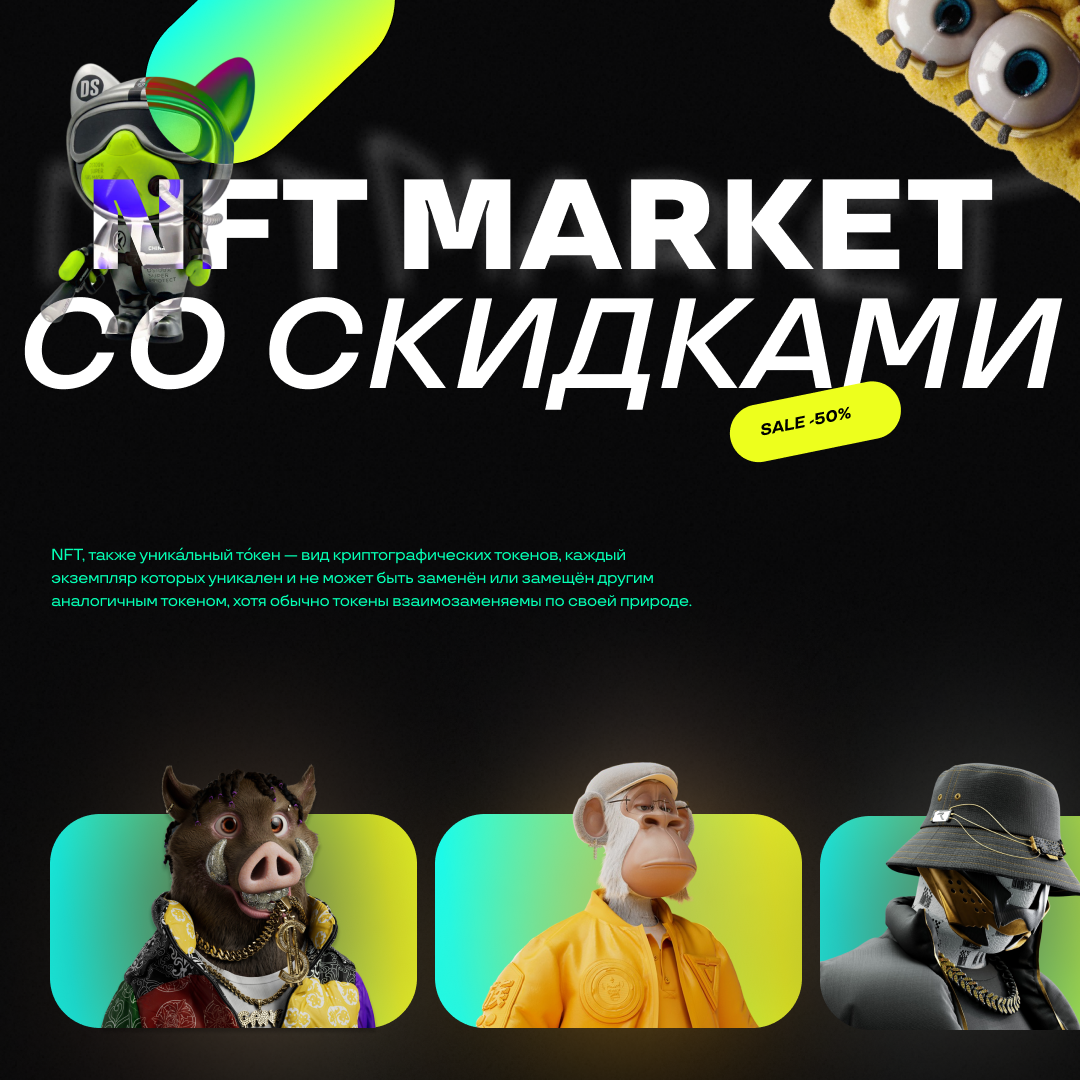 DS
NFT MARKET
СО СКИДКАМИ
SALE -50%
NFT, также уника́льный то́кен — вид криптографических токенов, каждый
экземпляр которых уникален и не может быть заменён или замещён другим
аналогичным токеном, хотя обычно токены взаимозаменяемы по своей природе.